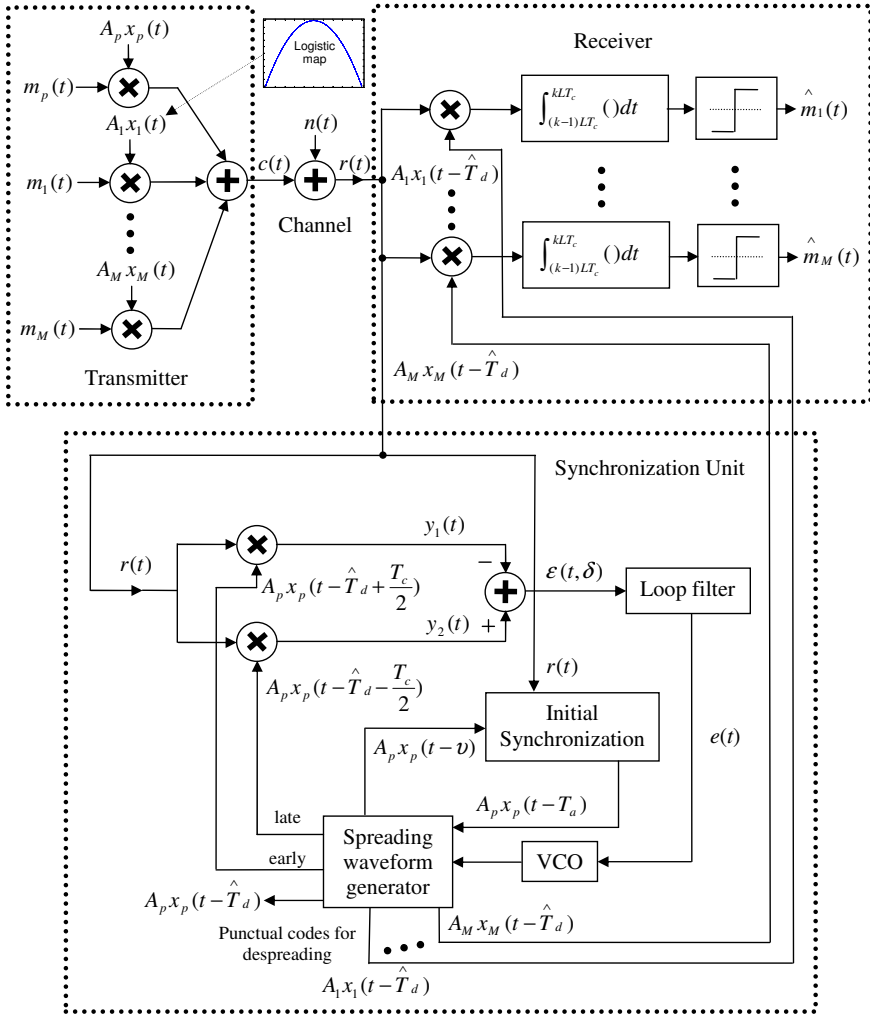 A_p x_p(t)
m_p(t)
A_1 x_1(t)
m_1(t)
A_M x_M(t)
m_M(t)
Transmitter
Logistic
map
n(t)
c(t)
r(t)
Channel
Receiver
∫_{(k-1)LT_c}^{kLT_c} ()dt
m̂_1(t)
A_1 x_1(t-T̂_d)
∫_{(k-1)LT_c}^{kLT_c} ()dt
m̂_M(t)
A_M x_M(t-T̂_d)
Synchronization Unit
r(t)
y_1(t)
A_p x_p(t-T̂_d+T_c/2)
−
+
ε(t,δ)
Loop filter
y_2(t)
A_p x_p(t-T̂_d-T_c/2)
r(t)
Initial
Synchronization
A_p x_p(t-υ)
e(t)
A_p x_p(t-T_a)
late
early
Spreading
waveform
generator
VCO
A_p x_p(t-T̂_d)
Punctual codes for
despreading
A_M x_M(t-T̂_d)
A_1 x_1(t-T̂_d)